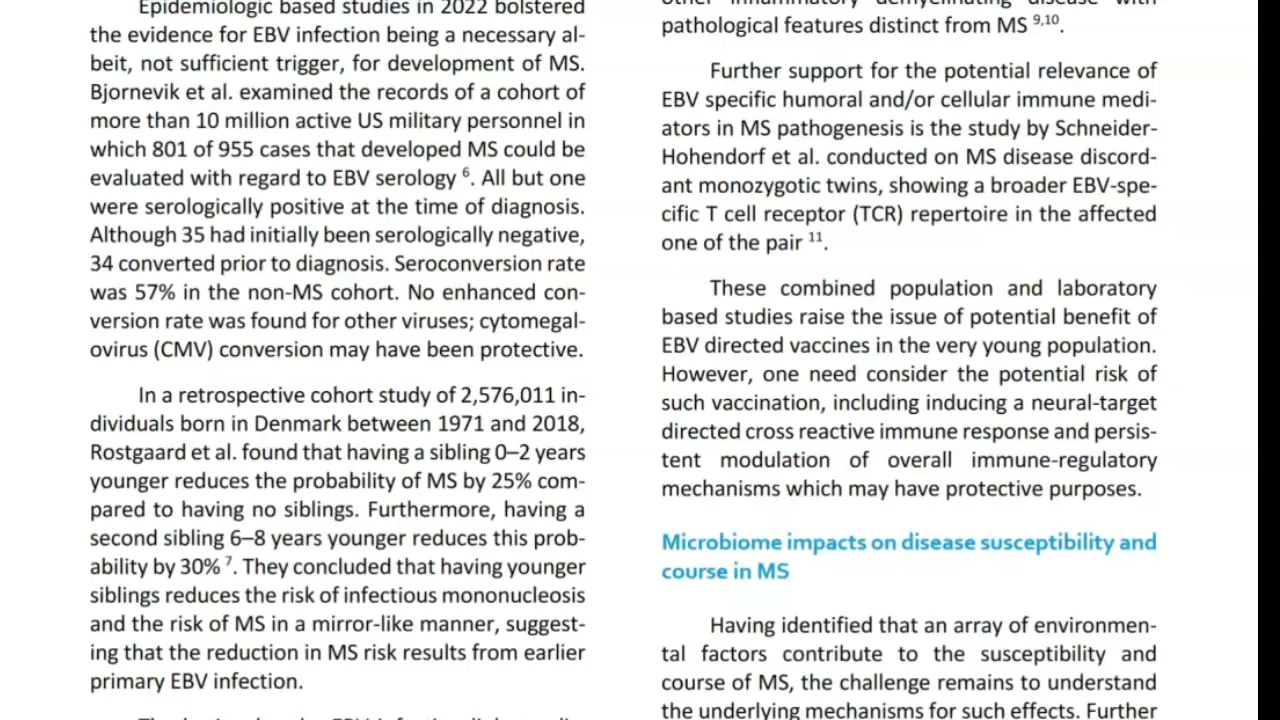 Epidemiologic based studies in 2022 bolstered
the evidence for EBV infection being a necessary al-
beit, not sufficient trigger, for development of MS.
Bjornevik et al. examined the records of a cohort of
more than 10 million active US military personnel in
which 801 of 955 cases that developed MS could be
evaluated with regard to EBV serology ⁶. All but one
were serologically positive at the time of diagnosis.
Although 35 had initially been serologically negative,
34 converted prior to diagnosis. Seroconversion rate
was 57% in the non-MS cohort. No enhanced con-
version rate was found for other viruses; cytomegal-
ovirus (CMV) conversion may have been protective.
In a retrospective cohort study of 2,576,011 in-
dividuals born in Denmark between 1971 and 2018,
Rostgaard et al. found that having a sibling 0–2 years
younger reduces the probability of MS by 25% com-
pared to having no siblings. Furthermore, having a
second sibling 6–8 years younger reduces this prob-
ability by 30% ⁷. They concluded that having younger
siblings reduces the risk of infectious mononucleosis
and the risk of MS in a mirror-like manner, suggest-
ing that the reduction in MS risk results from earlier
primary EBV infection.
other inflammatory demyelinating disease with
pathological features distinct from MS ⁹,¹⁰.
Further support for the potential relevance of
EBV specific humoral and/or cellular immune medi-
ators in MS pathogenesis is the study by Schneider-
Hohendorf et al. conducted on MS disease discord-
ant monozygotic twins, showing a broader EBV-spe-
cific T cell receptor (TCR) repertoire in the affected
one of the pair ¹¹.
These combined population and laboratory
based studies raise the issue of potential benefit of
EBV directed vaccines in the very young population.
However, one need consider the potential risk of
such vaccination, including inducing a neural-target
directed cross reactive immune response and persis-
tent modulation of overall immune-regulatory
mechanisms which may have protective purposes.
Microbiome impacts on disease susceptibility and
course in MS
Having identified that an array of environmen-
tal factors contribute to the susceptibility and
course of MS, the challenge remains to understand
the underlying mechanisms for such effects. Further